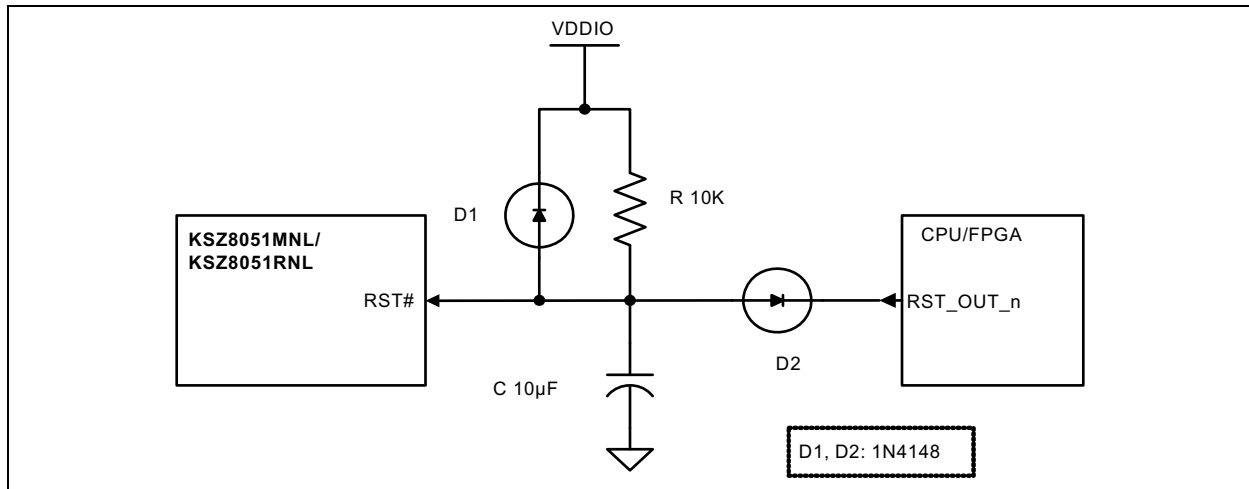 VDDIO
D1
R 10K
KSZ8051MNL/
KSZ8051RNL
RST#
CPU/FPGA
RST_OUT_n
D2
C 10µF
D1, D2: 1N4148